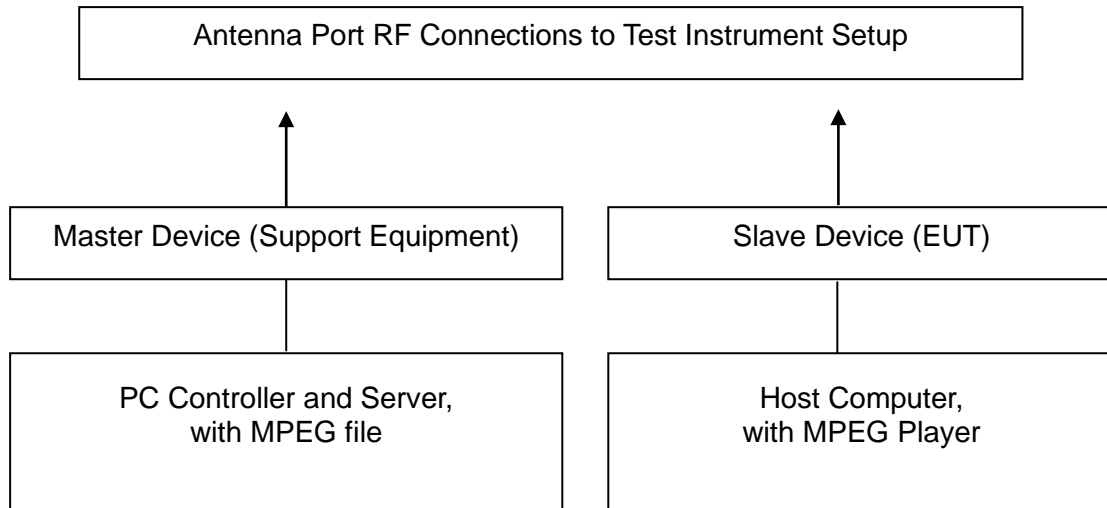 Antenna Port RF Connections to Test Instrument Setup
Master Device (Support Equipment)
Slave Device (EUT)
PC Controller and Server,
with MPEG file
Host Computer,
with MPEG Player